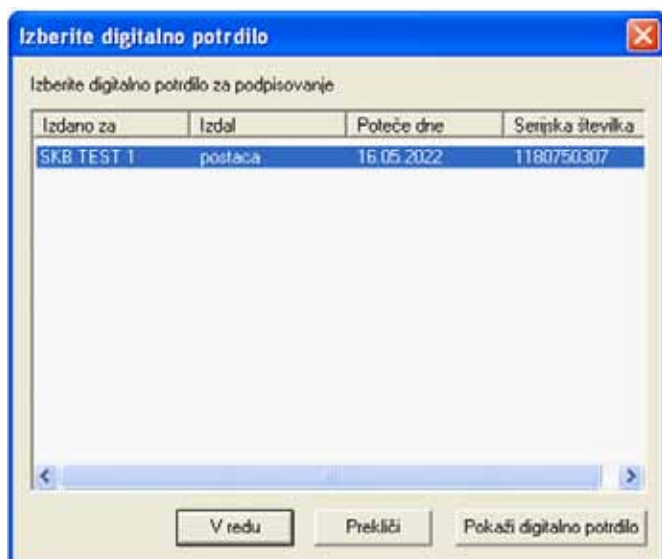 Izberite digitalno potrdilo
Izberite digitalno potrdilo za podpisovanje
Izdano za Izdal Poteče dne Serijska številka
SKB TEST 1 postaca 16.05.2022 1180750307
V redu Prekliči Pokaži digitalno potrdilo